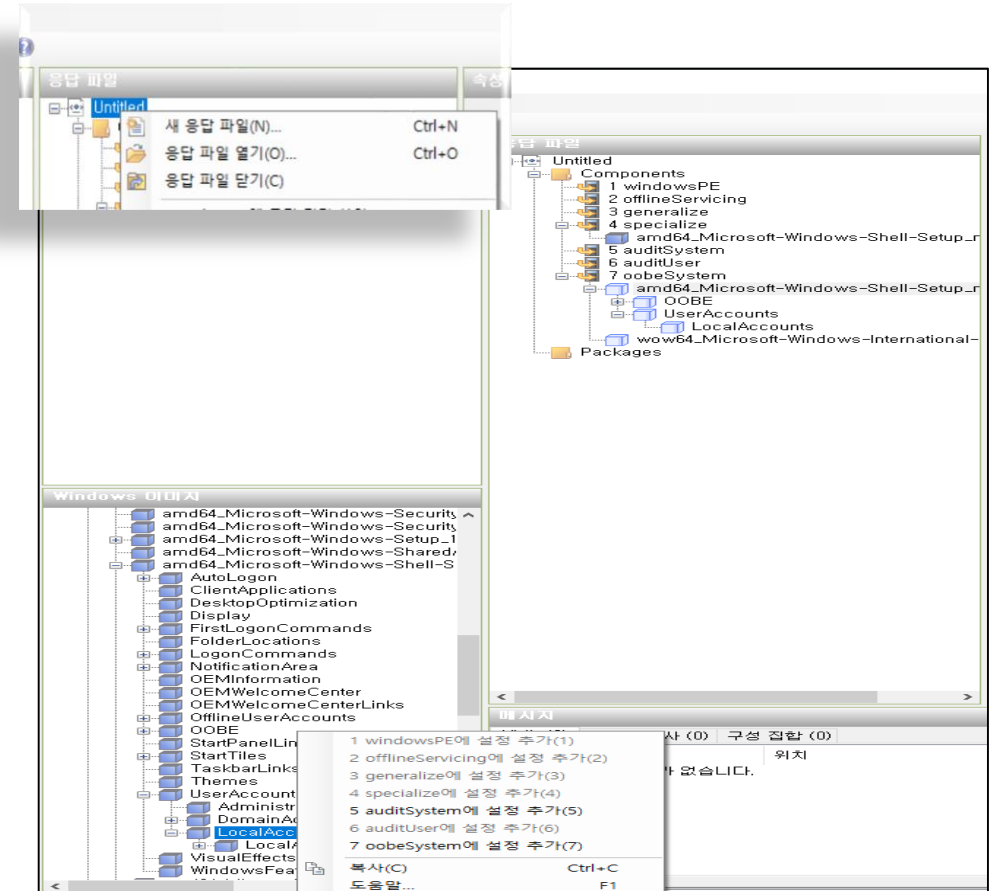 응답 파일
속성
Untitled
새 응답 파일(N)... Ctrl+N
응답 파일 열기(O)... Ctrl+O
응답 파일 닫기(C)
응답 파일
Untitled
Components
1 windowsPE
2 offlineServicing
3 generalize
4 specialize
amd64_Microsoft-Windows-Shell-Setup_
5 auditSystem
6 auditUser
7 oobeSystem
amd64_Microsoft-Windows-Shell-Setup_
OOBE
UserAccounts
LocalAccounts
wow64_Microsoft-Windows-International-
Packages
Windows 이미지
amd64_Microsoft-Windows-Security
amd64_Microsoft-Windows-Security
amd64_Microsoft-Windows-Setup_1
amd64_Microsoft-Windows-Shared
amd64_Microsoft-Windows-Shell-S
AutoLogon
ClientApplications
DesktopOptimization
Display
FirstLogonCommands
FolderLocations
LogonCommands
NotificationArea
OEMInformation
OEMWelcomeCenter
OEMWelcomeCenterLinks
OfflineUserAccounts
OOBE
StartPanelLin
StartTiles
TaskbarLinks
Themes
UserAccount
Administr
DomainAc
LocalAcc
LocalA
VisualEffects
WindowsFea
1 windowsPE에 설정 추가(1)
2 offlineServicing에 설정 추가(2)
3 generalize에 설정 추가(3)
4 specialize에 설정 추가(4)
5 auditSystem에 설정 추가(5)
6 auditUser에 설정 추가(6)
7 oobeSystem에 설정 추가(7)
복사(C) Ctrl+C
도움말... F1
메시지
사 (0) 구성 집합 (0)
위치
없습니다.